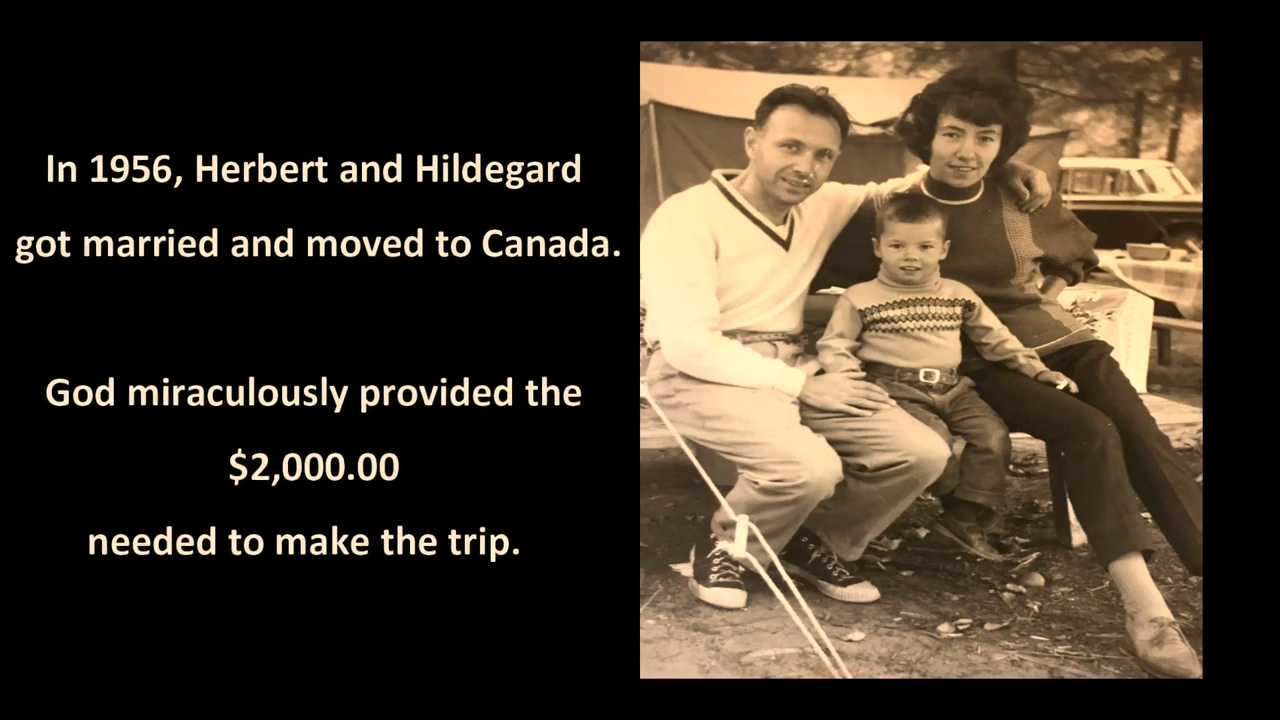 In 1956, Herbert and Hildegard
got married and moved to Canada.
God miraculously provided the
$2,000.00
needed to make the trip.